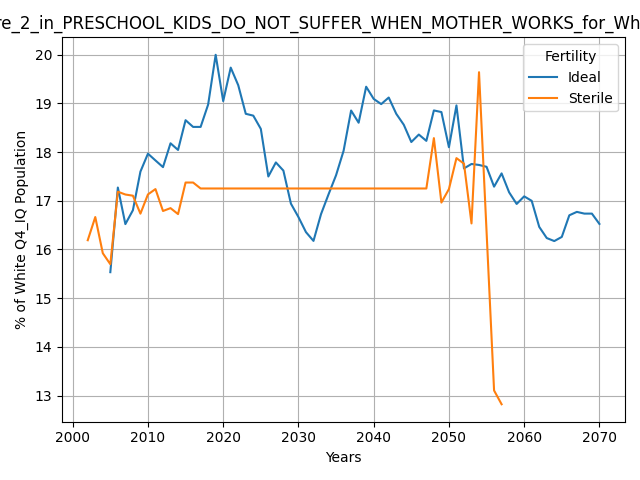 re_2_in_PRESCHOOL_KIDS_DO_NOT_SUFFER_WHEN_MOTHER_WORKS_for_Wh
Fertility
Ideal
Sterile
% of White Q4_IQ Population
20
19
18
17
16
15
14
13
2000 2010 2020 2030 2040 2050 2060 2070
Years